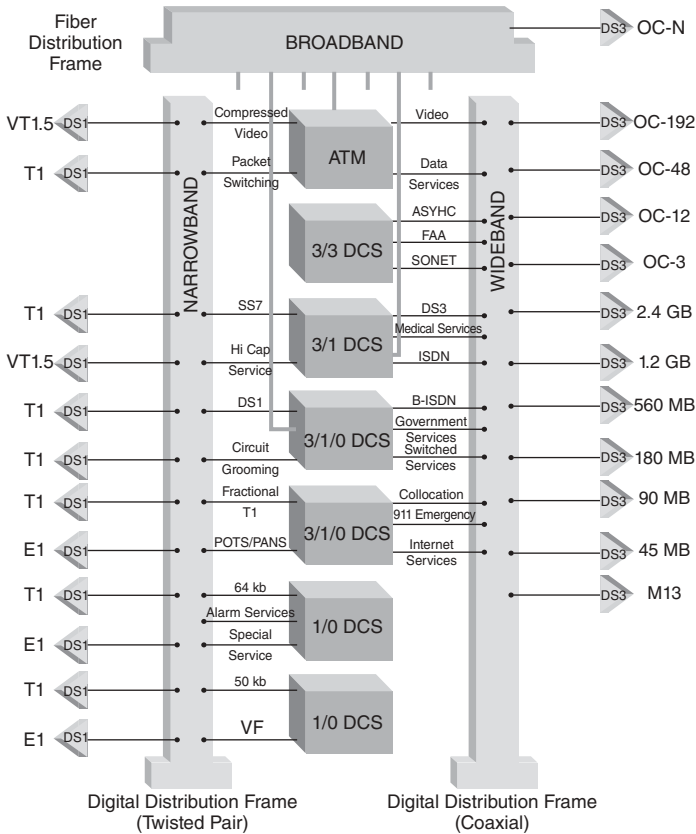 Fiber
Distribution
Frame
BROADBAND
DS3 OC-N
VT1.5 DS1
Compressed
Video
ATM
Video
DS3 OC-192
T1 DS1
Packet
Switching
Data
Services
DS3 OC-48
NARROWBAND
WIDEBAND
3/3 DCS
ASYHC
FAA
SONET
DS3 OC-12
DS3 OC-3
T1 DS1
SS7
3/1 DCS
DS3
Medical Services
ISDN
DS3 2.4 GB
VT1.5 DS1
Hi Cap
Service
DS3 1.2 GB
T1 DS1
DS1
3/1/0 DCS
B-ISDN
Government
Services
Switched
Services
DS3 560 MB
T1 DS1
Circuit
Grooming
DS3 180 MB
T1 DS1
Fractional
T1
3/1/0 DCS
Collocation
911 Emergency
Internet
Services
DS3 90 MB
E1 DS1
POTS/PANS
DS3 45 MB
T1 DS1
64 kb
Alarm Services
Special
Service
1/0 DCS
DS3 M13
E1 DS1
T1 DS1
50 kb
VF
1/0 DCS
E1 DS1
Digital Distribution Frame
(Twisted Pair)
Digital Distribution Frame
(Coaxial)